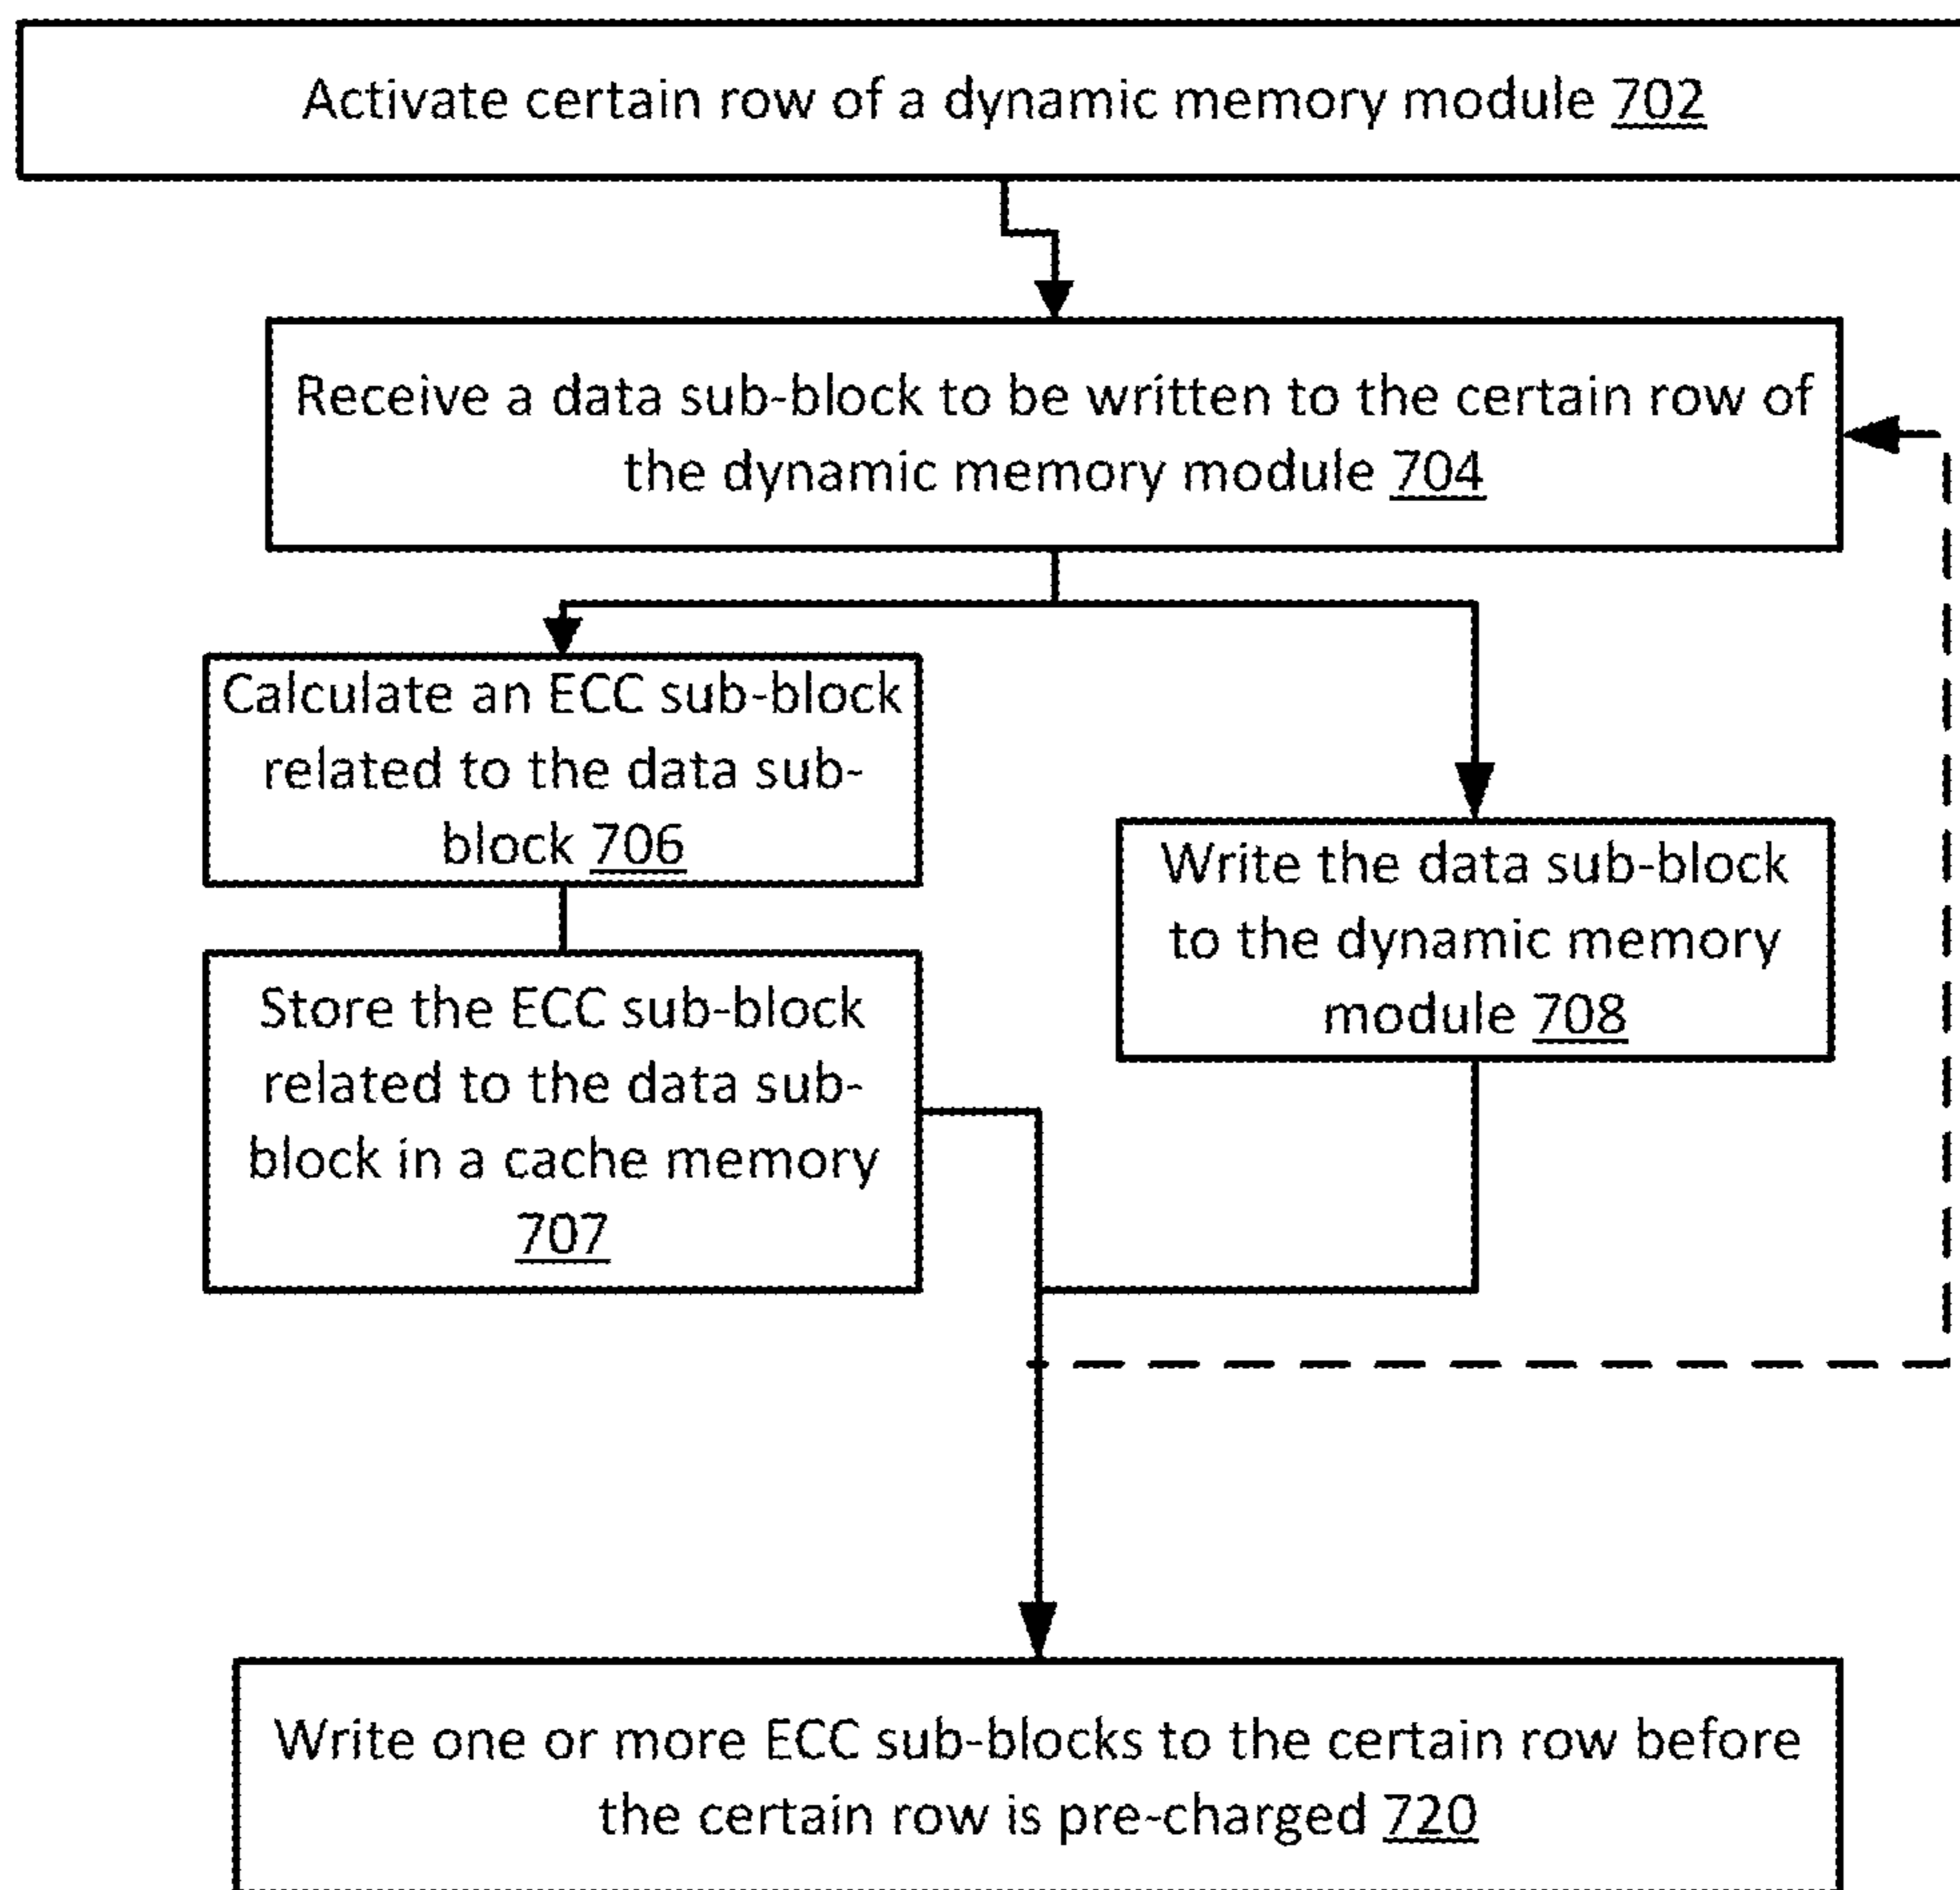 Activate certain row of a dynamic memory module 702
Receive a data sub-block to be written to the certain row of
the dynamic memory module 704
Calculate an ECC sub-block
related to the data sub-
block 706
Store the ECC sub-block
related to the data sub-
block in a cache memory
707
Write the data sub-block
to the dynamic memory
module 708
Write one or more ECC sub-blocks to the certain row before
the certain row is pre-charged 720